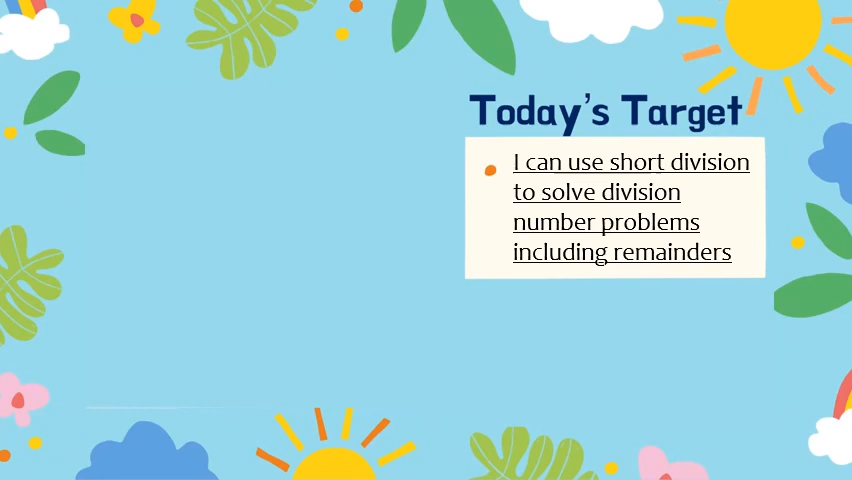 Today's Target
I can use short division
to solve division
number problems
including remainders